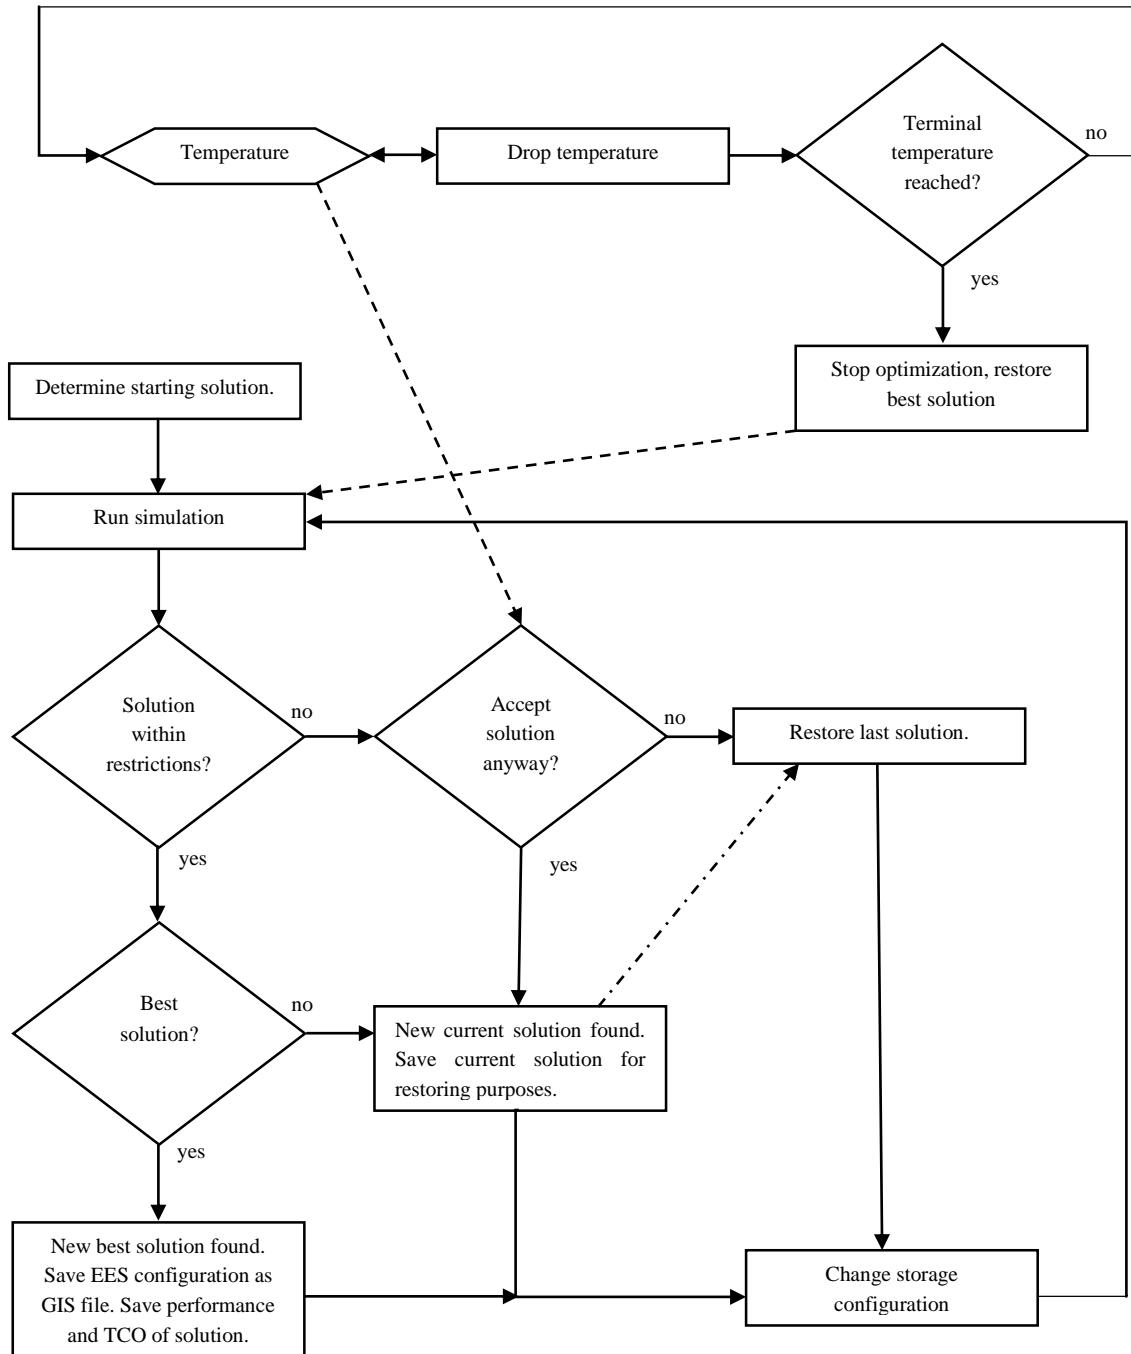 Temperature
Drop temperature
Terminal
temperature
reached?
no
yes
Stop optimization, restore
best solution
Determine starting solution.
Run simulation
Solution
within
restrictions?
no
yes
Accept
solution
anyway?
no
yes
Restore last solution.
Best
solution?
no
yes
New current solution found.
Save current solution for
restoring purposes.
New best solution found.
Save EES configuration as
GIS file. Save performance
and TCO of solution.
Change storage
configuration